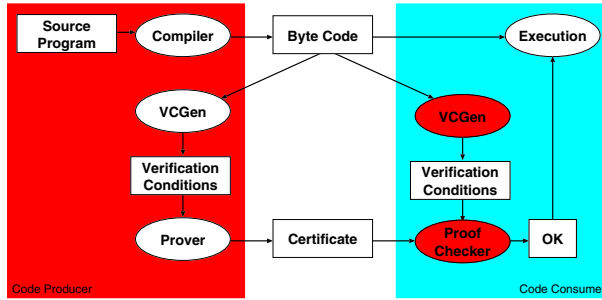 Source
Program
Compiler
Byte Code
Execution
VCGen
VCGen
Verification
Conditions
Verification
Conditions
Prover
Certificate
Proof
Checker
OK
Code Producer
Code Consume